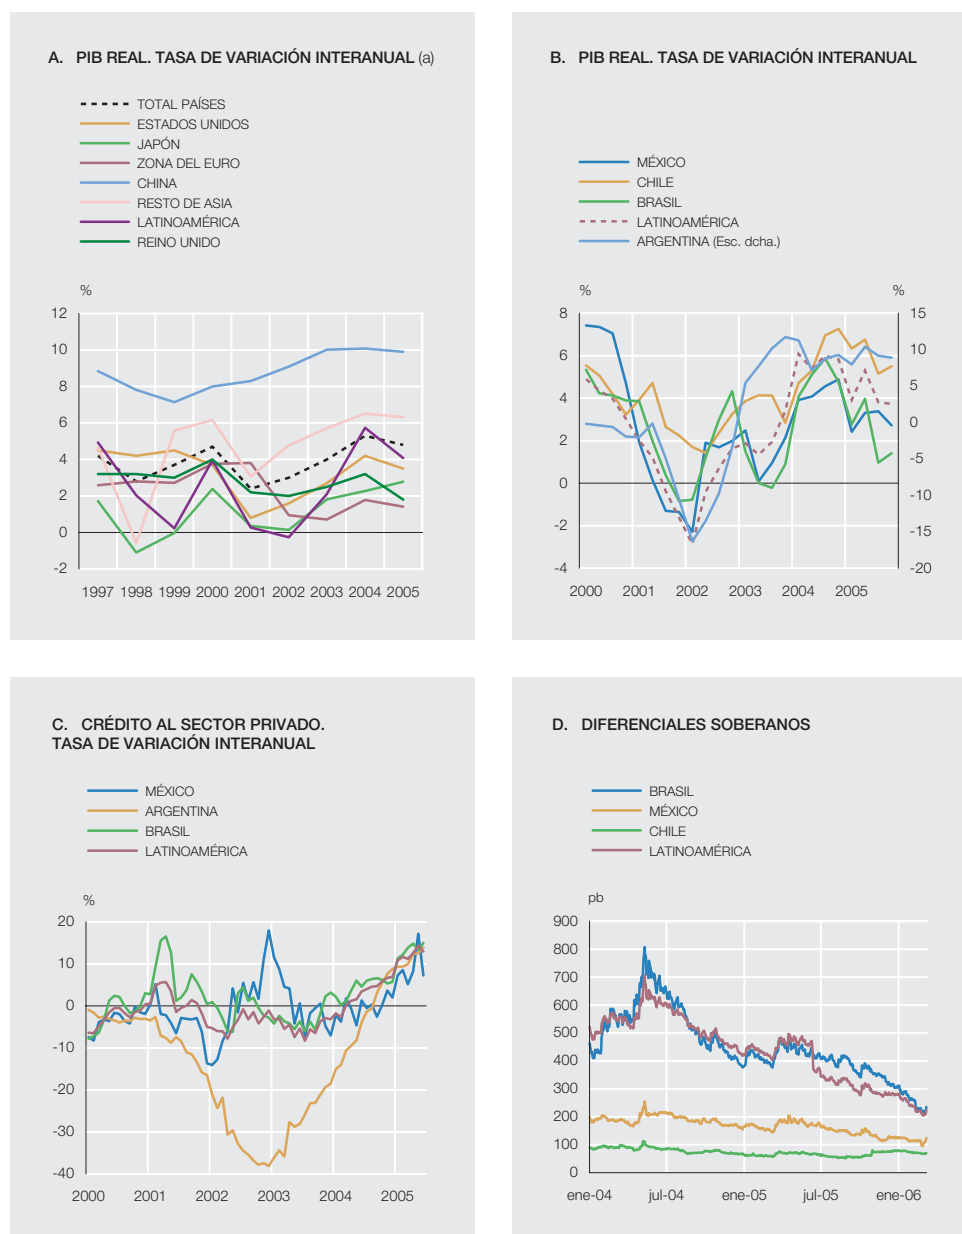 A. PIB REAL. TASA DE VARIACIÓN INTERANUAL (a)
TOTAL PAÍSES
ESTADOS UNIDOS
JAPÓN
ZONA DEL EURO
CHINA
RESTO DE ASIA
LATINOAMÉRICA
REINO UNIDO
%
12
10
8
6
4
2
0
-2
1997 1998 1999 2000 2001 2002 2003 2004 2005
B. PIB REAL. TASA DE VARIACIÓN INTERANUAL
MÉXICO
CHILE
BRASIL
LATINOAMÉRICA
ARGENTINA (Esc. dcha.)
% %
8 15
6 10
4 5
2 0
0 -5
-2 -10
-4 -15
-20
2000 2001 2002 2003 2004 2005
C. CRÉDITO AL SECTOR PRIVADO.
TASA DE VARIACIÓN INTERANUAL
MÉXICO
ARGENTINA
BRASIL
LATINOAMÉRICA
%
20
10
0
-10
-20
-30
-40
2000 2001 2002 2003 2004 2005
D. DIFERENCIALES SOBERANOS
BRASIL
MÉXICO
CHILE
LATINOAMÉRICA
pb
900
800
700
600
500
400
300
200
100
0
ene-04 jul-04 ene-05 jul-05 ene-06